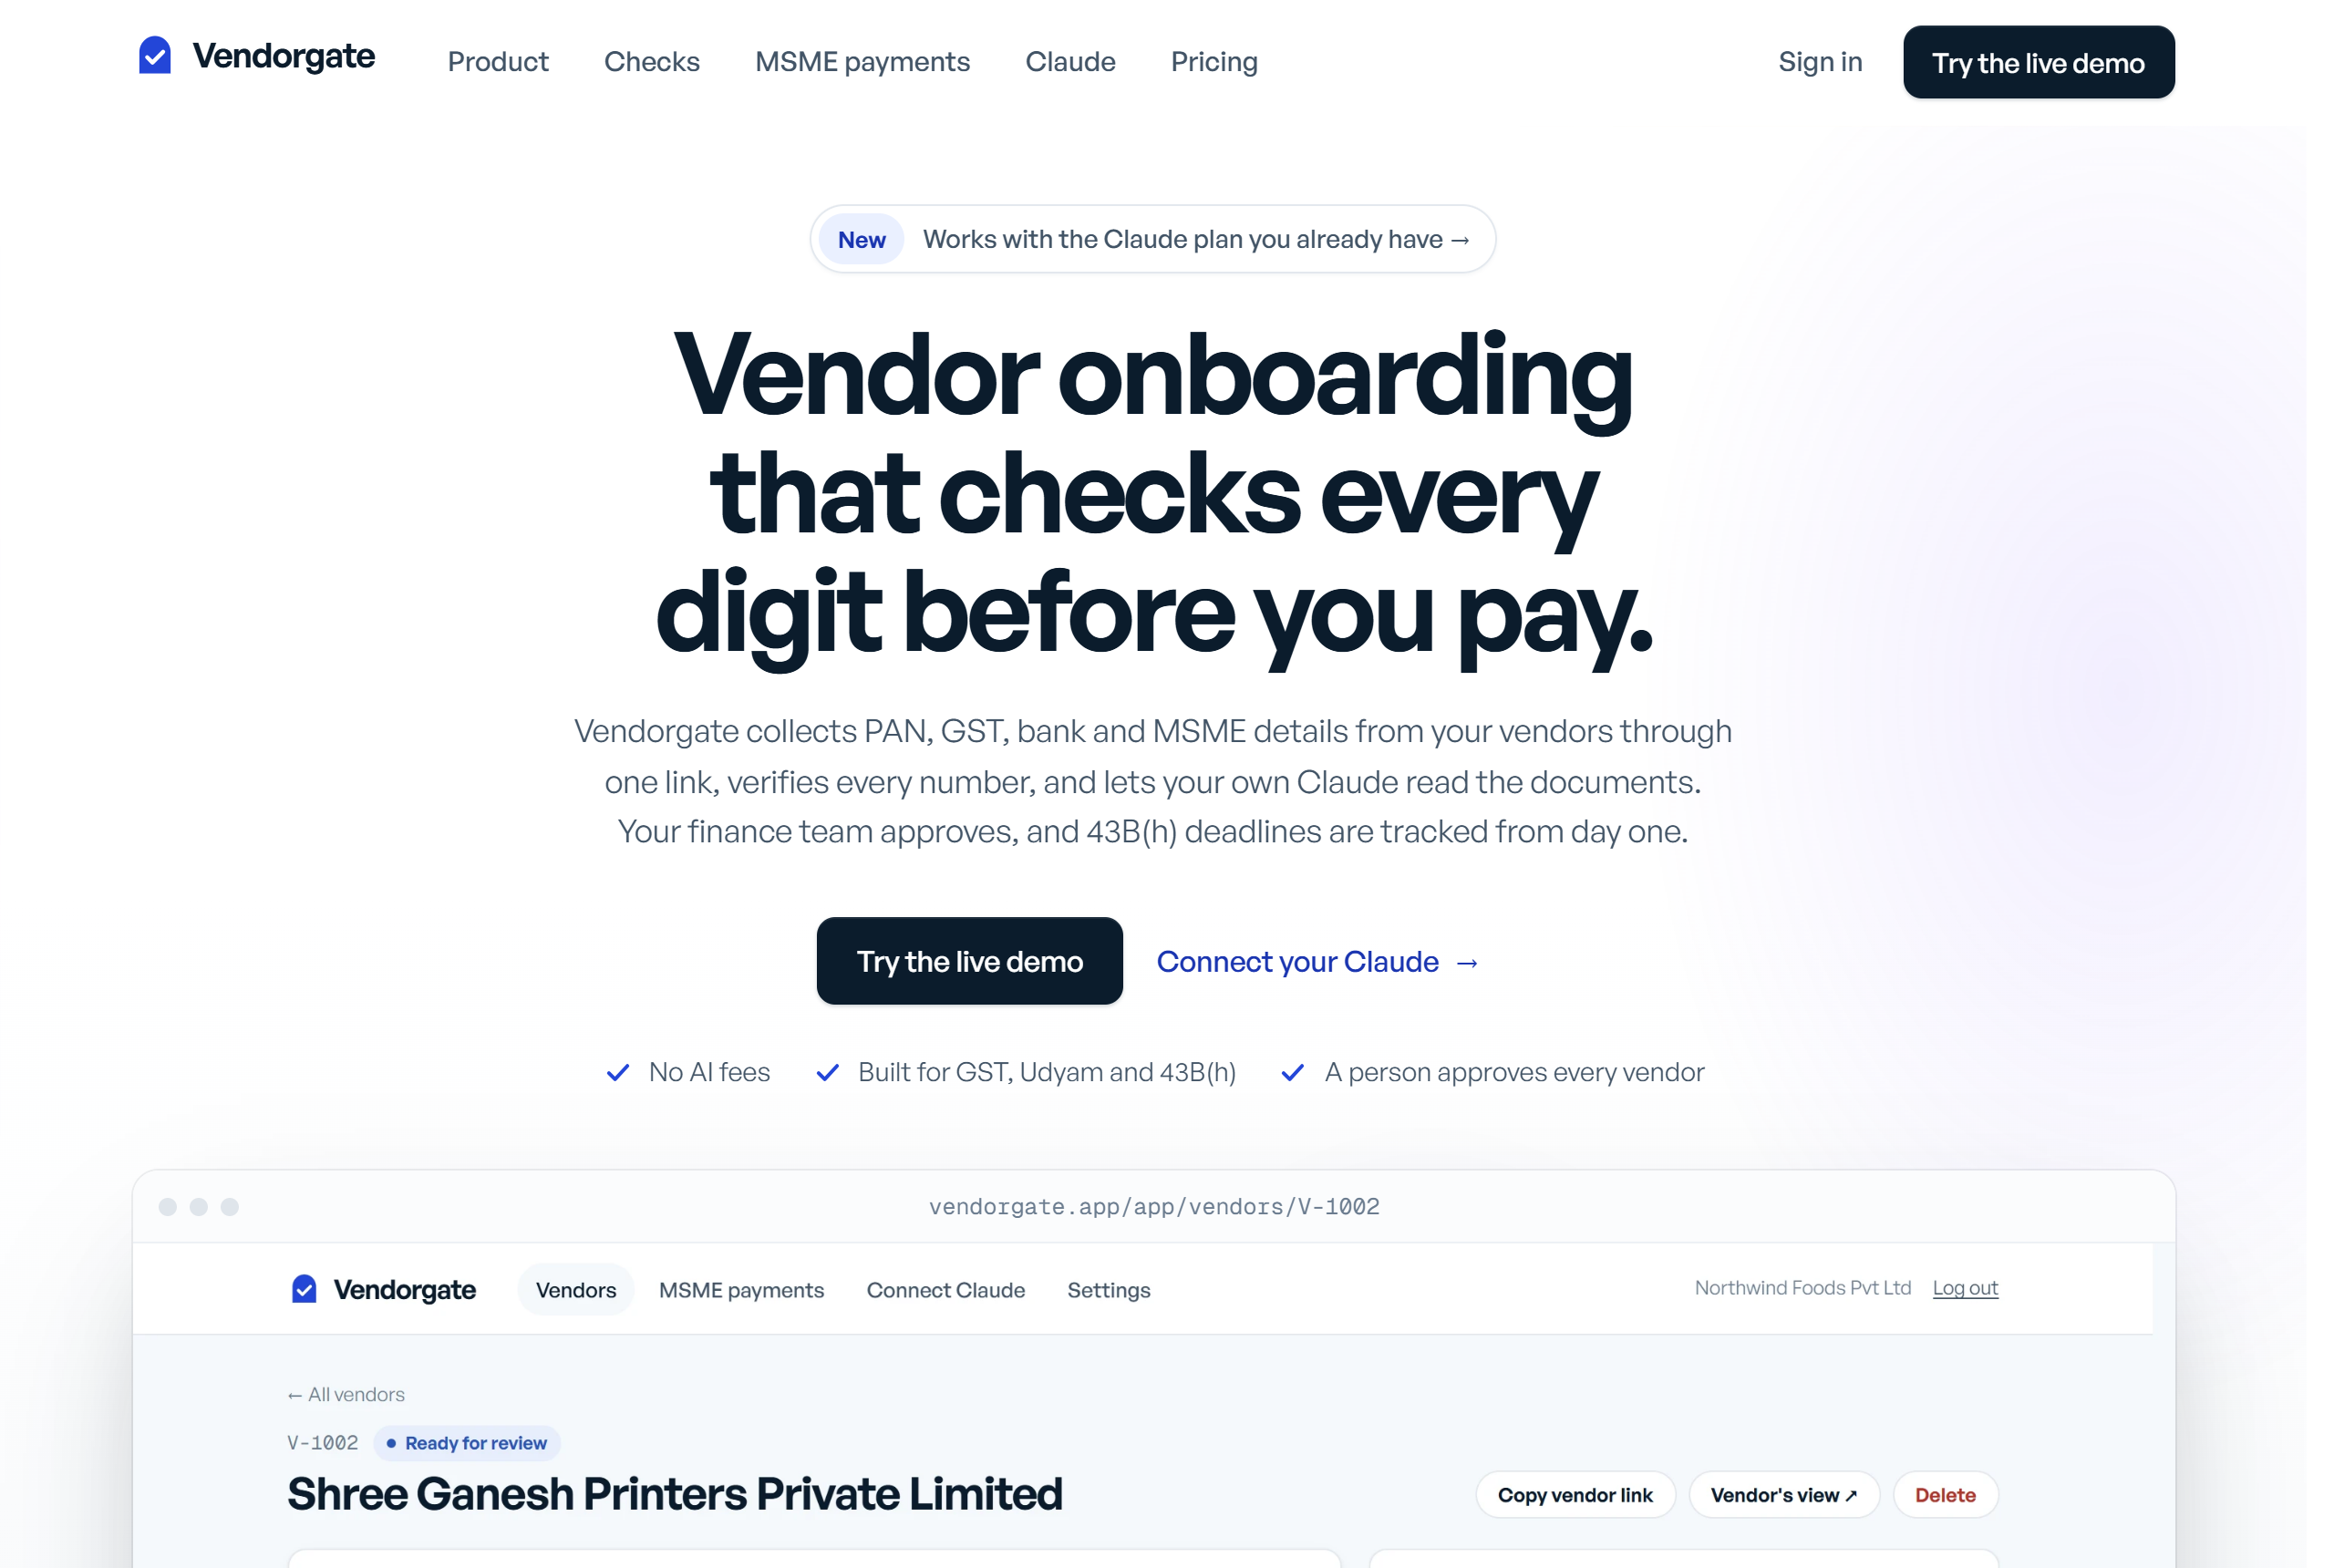 Vendorgate
Product
Checks
MSME payments
Claude
Pricing
Sign in
Try the live demo
New
Works with the Claude plan you already have →
Vendor onboarding
that checks every
digit before you pay.
Vendorgate collects PAN, GST, bank and MSME details from your vendors through
one link, verifies every number, and lets your own Claude read the documents.
Your finance team approves, and 43B(h) deadlines are tracked from day one.
Try the live demo
Connect your Claude →
No AI fees
Built for GST, Udyam and 43B(h)
A person approves every vendor
vendorgate.app/app/vendors/V-1002
Vendorgate
Vendors
MSME payments
Connect Claude
Settings
Northwind Foods Pvt Ltd
Log out
← All vendors
V-1002
Ready for review
Shree Ganesh Printers Private Limited
Copy vendor link
Vendor's view ↗
Delete